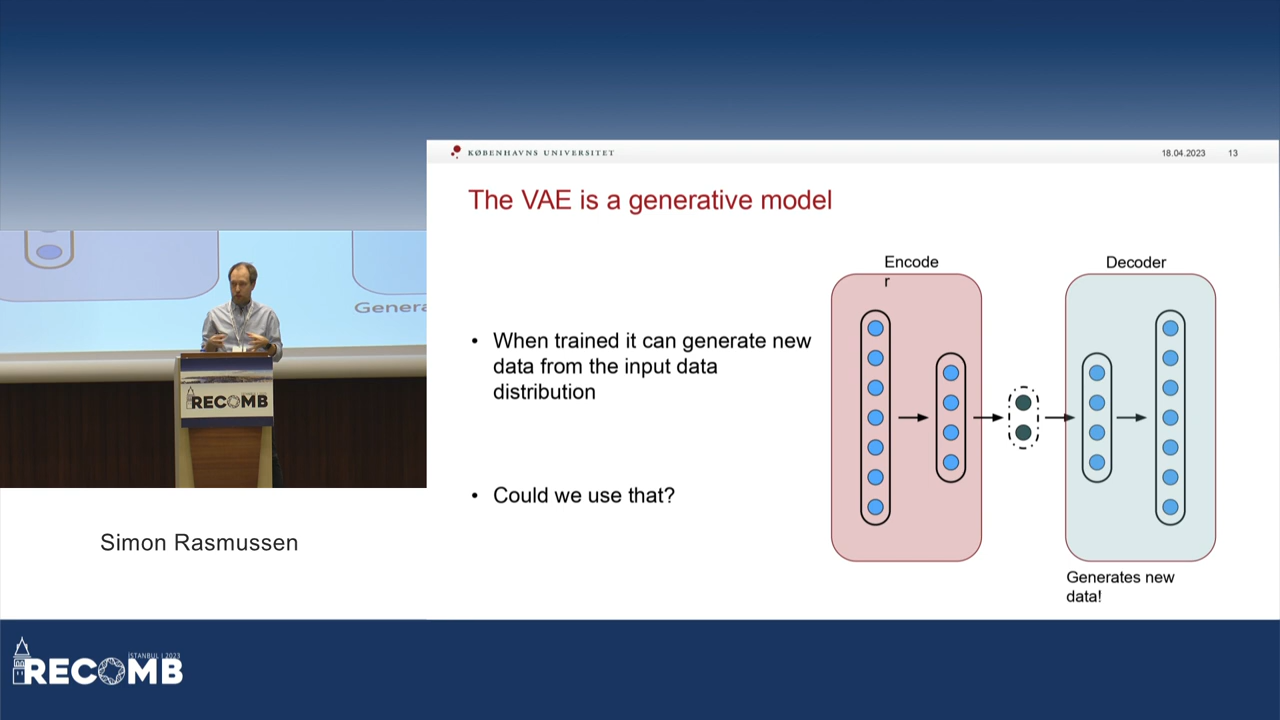 KØBENHAVNS UNIVERSITET
18.04.2023 13
The VAE is a generative model
Encode
r
Decoder
• When trained it can generate new
data from the input data
distribution
• Could we use that?
Generates new
data!
Genera
RECOMB
Simon Rasmussen
İSTANBUL | 2023
RECOMB